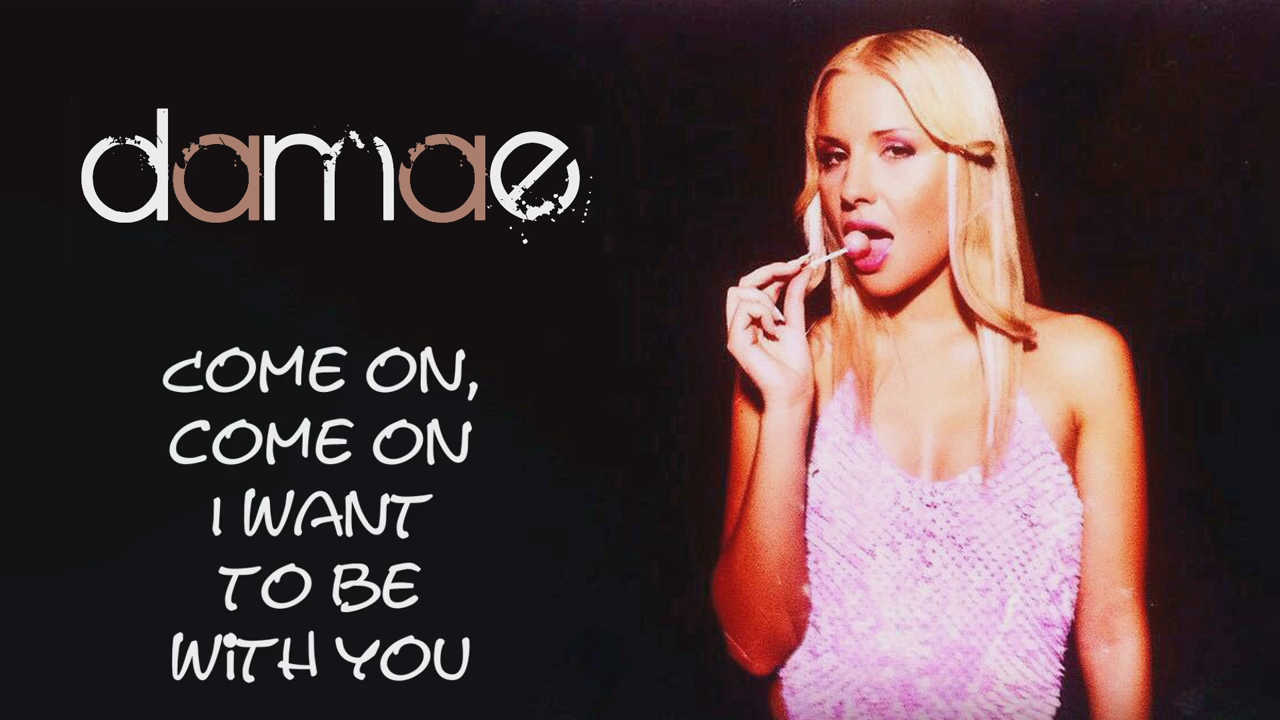 damae
COME ON,
COME ON
I WANT
TO BE
WITH YOU